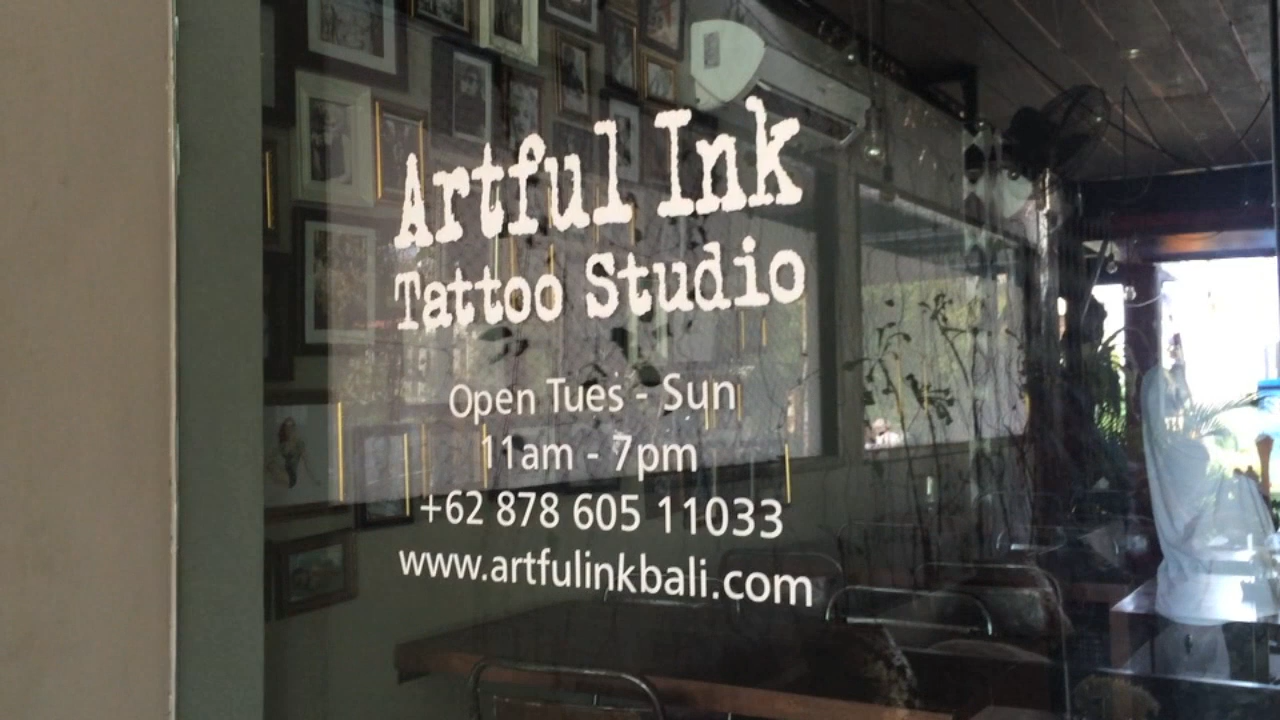 Artful Ink
Tattoo Studio
Open Tues - Sun
11am - 7pm
+62 878 605 11033
www.artfulinkbali.com